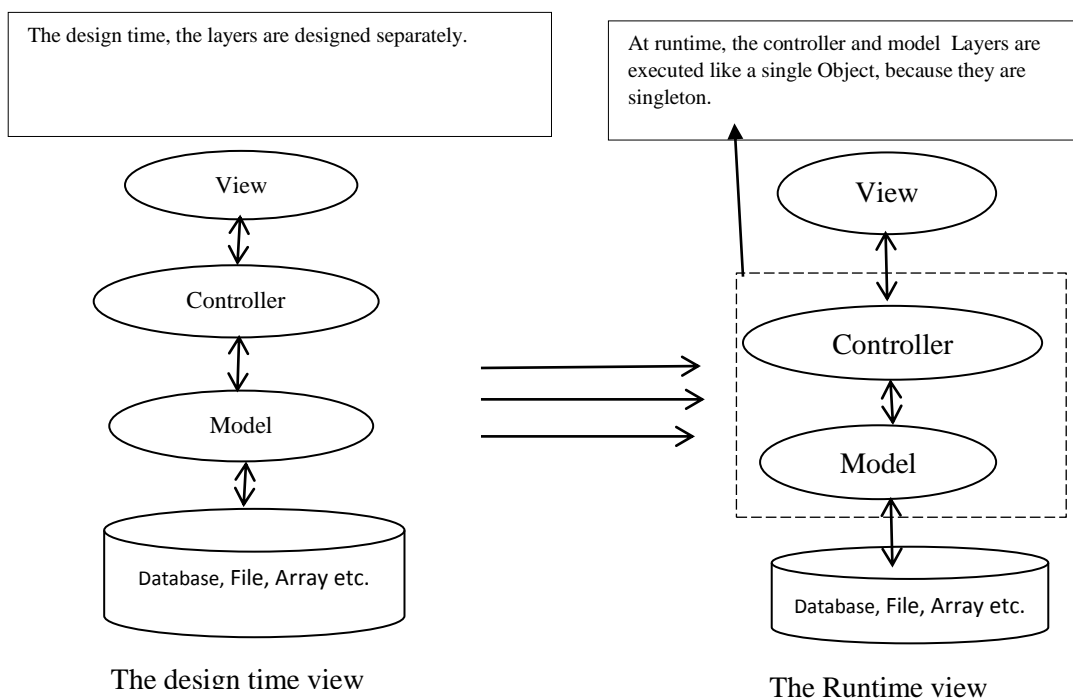 The design time, the layers are designed separately.
View
Controller
Model
Database, File, Array etc.
The design time view
At runtime, the controller and model Layers are
executed like a single Object, because they are
singleton.
View
Controller
Model
Database, File, Array etc.
The Runtime view